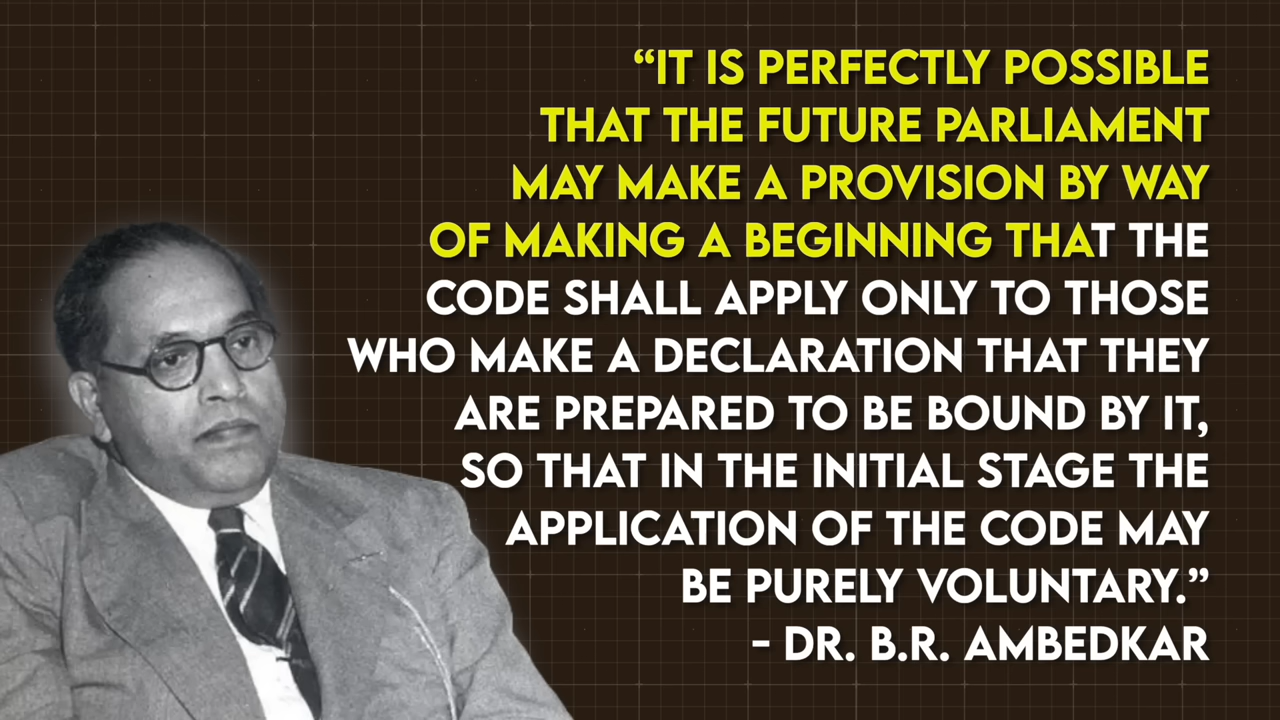 “IT IS PERFECTLY POSSIBLE
THAT THE FUTURE PARLIAMENT
MAY MAKE A PROVISION BY WAY
OF MAKING A BEGINNING THAT THE
CODE SHALL APPLY ONLY TO THOSE
WHO MAKE A DECLARATION THAT THEY
ARE PREPARED TO BE BOUND BY IT,
SO THAT IN THE INITIAL STAGE THE
APPLICATION OF THE CODE MAY
BE PURELY VOLUNTARY.”
- DR. B.R. AMBEDKAR